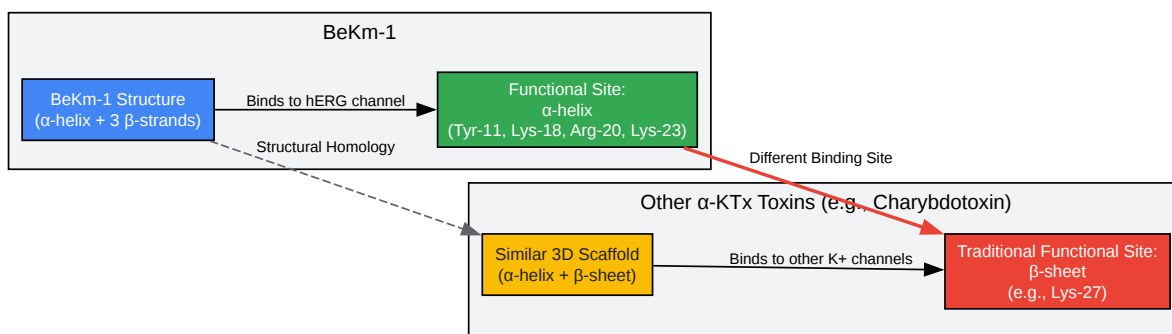 BeKm-1
BeKm-1 Structure
(α-helix + 3 β-strands)
Binds to hERG channel
Functional Site:
α-helix
(Tyr-11, Lys-18, Arg-20, Lys-23)
Structural Homology
Different Binding Site
Other α-KTx Toxins (e.g., Charybdotoxin)
Similar 3D Scaffold
(α-helix + β-sheet)
Binds to other K+ channels
Traditional Functional Site:
β-sheet
(e.g., Lys-27)